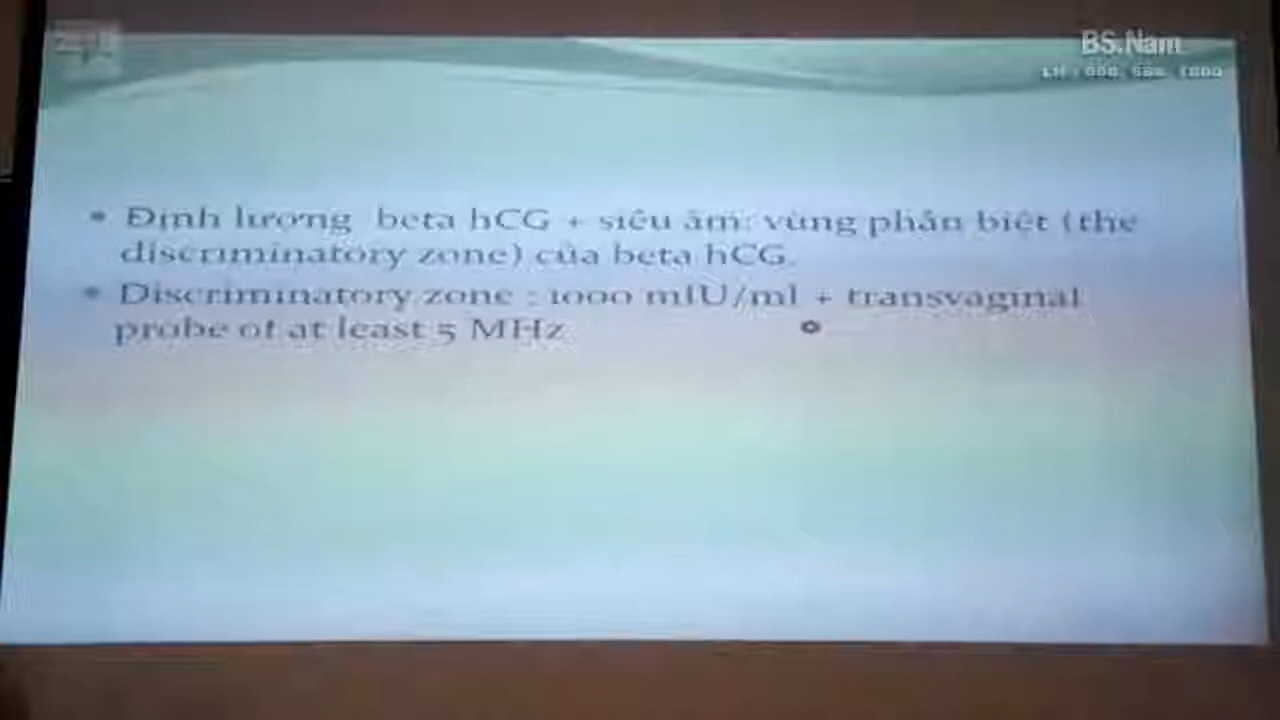 BS.Nam
• Định lượng beta hCG + siêu âm: vùng phân biệt (the
discriminatory zone) của beta hCG.
• Discriminatory zone : 1000 mIU/ml + transvaginal
probe of at least 5 MHz